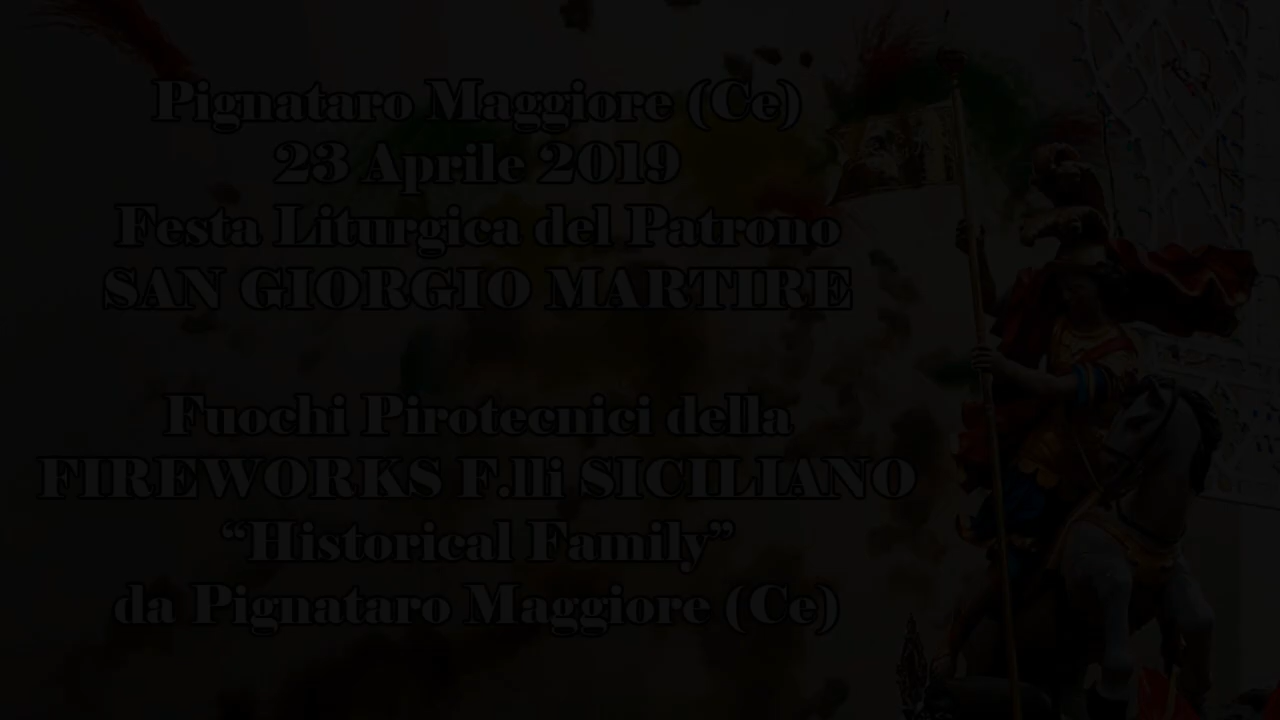 Pignataro Maggiore (Ce)
23 Aprile 2019
Festa Liturgica del Patrono
SAN GIORGIO MARTIRE
Fuochi Pirotecnici della
FIREWORKS F.lli SICILIANO
“Historical Family”
da Pignataro Maggiore (Ce)